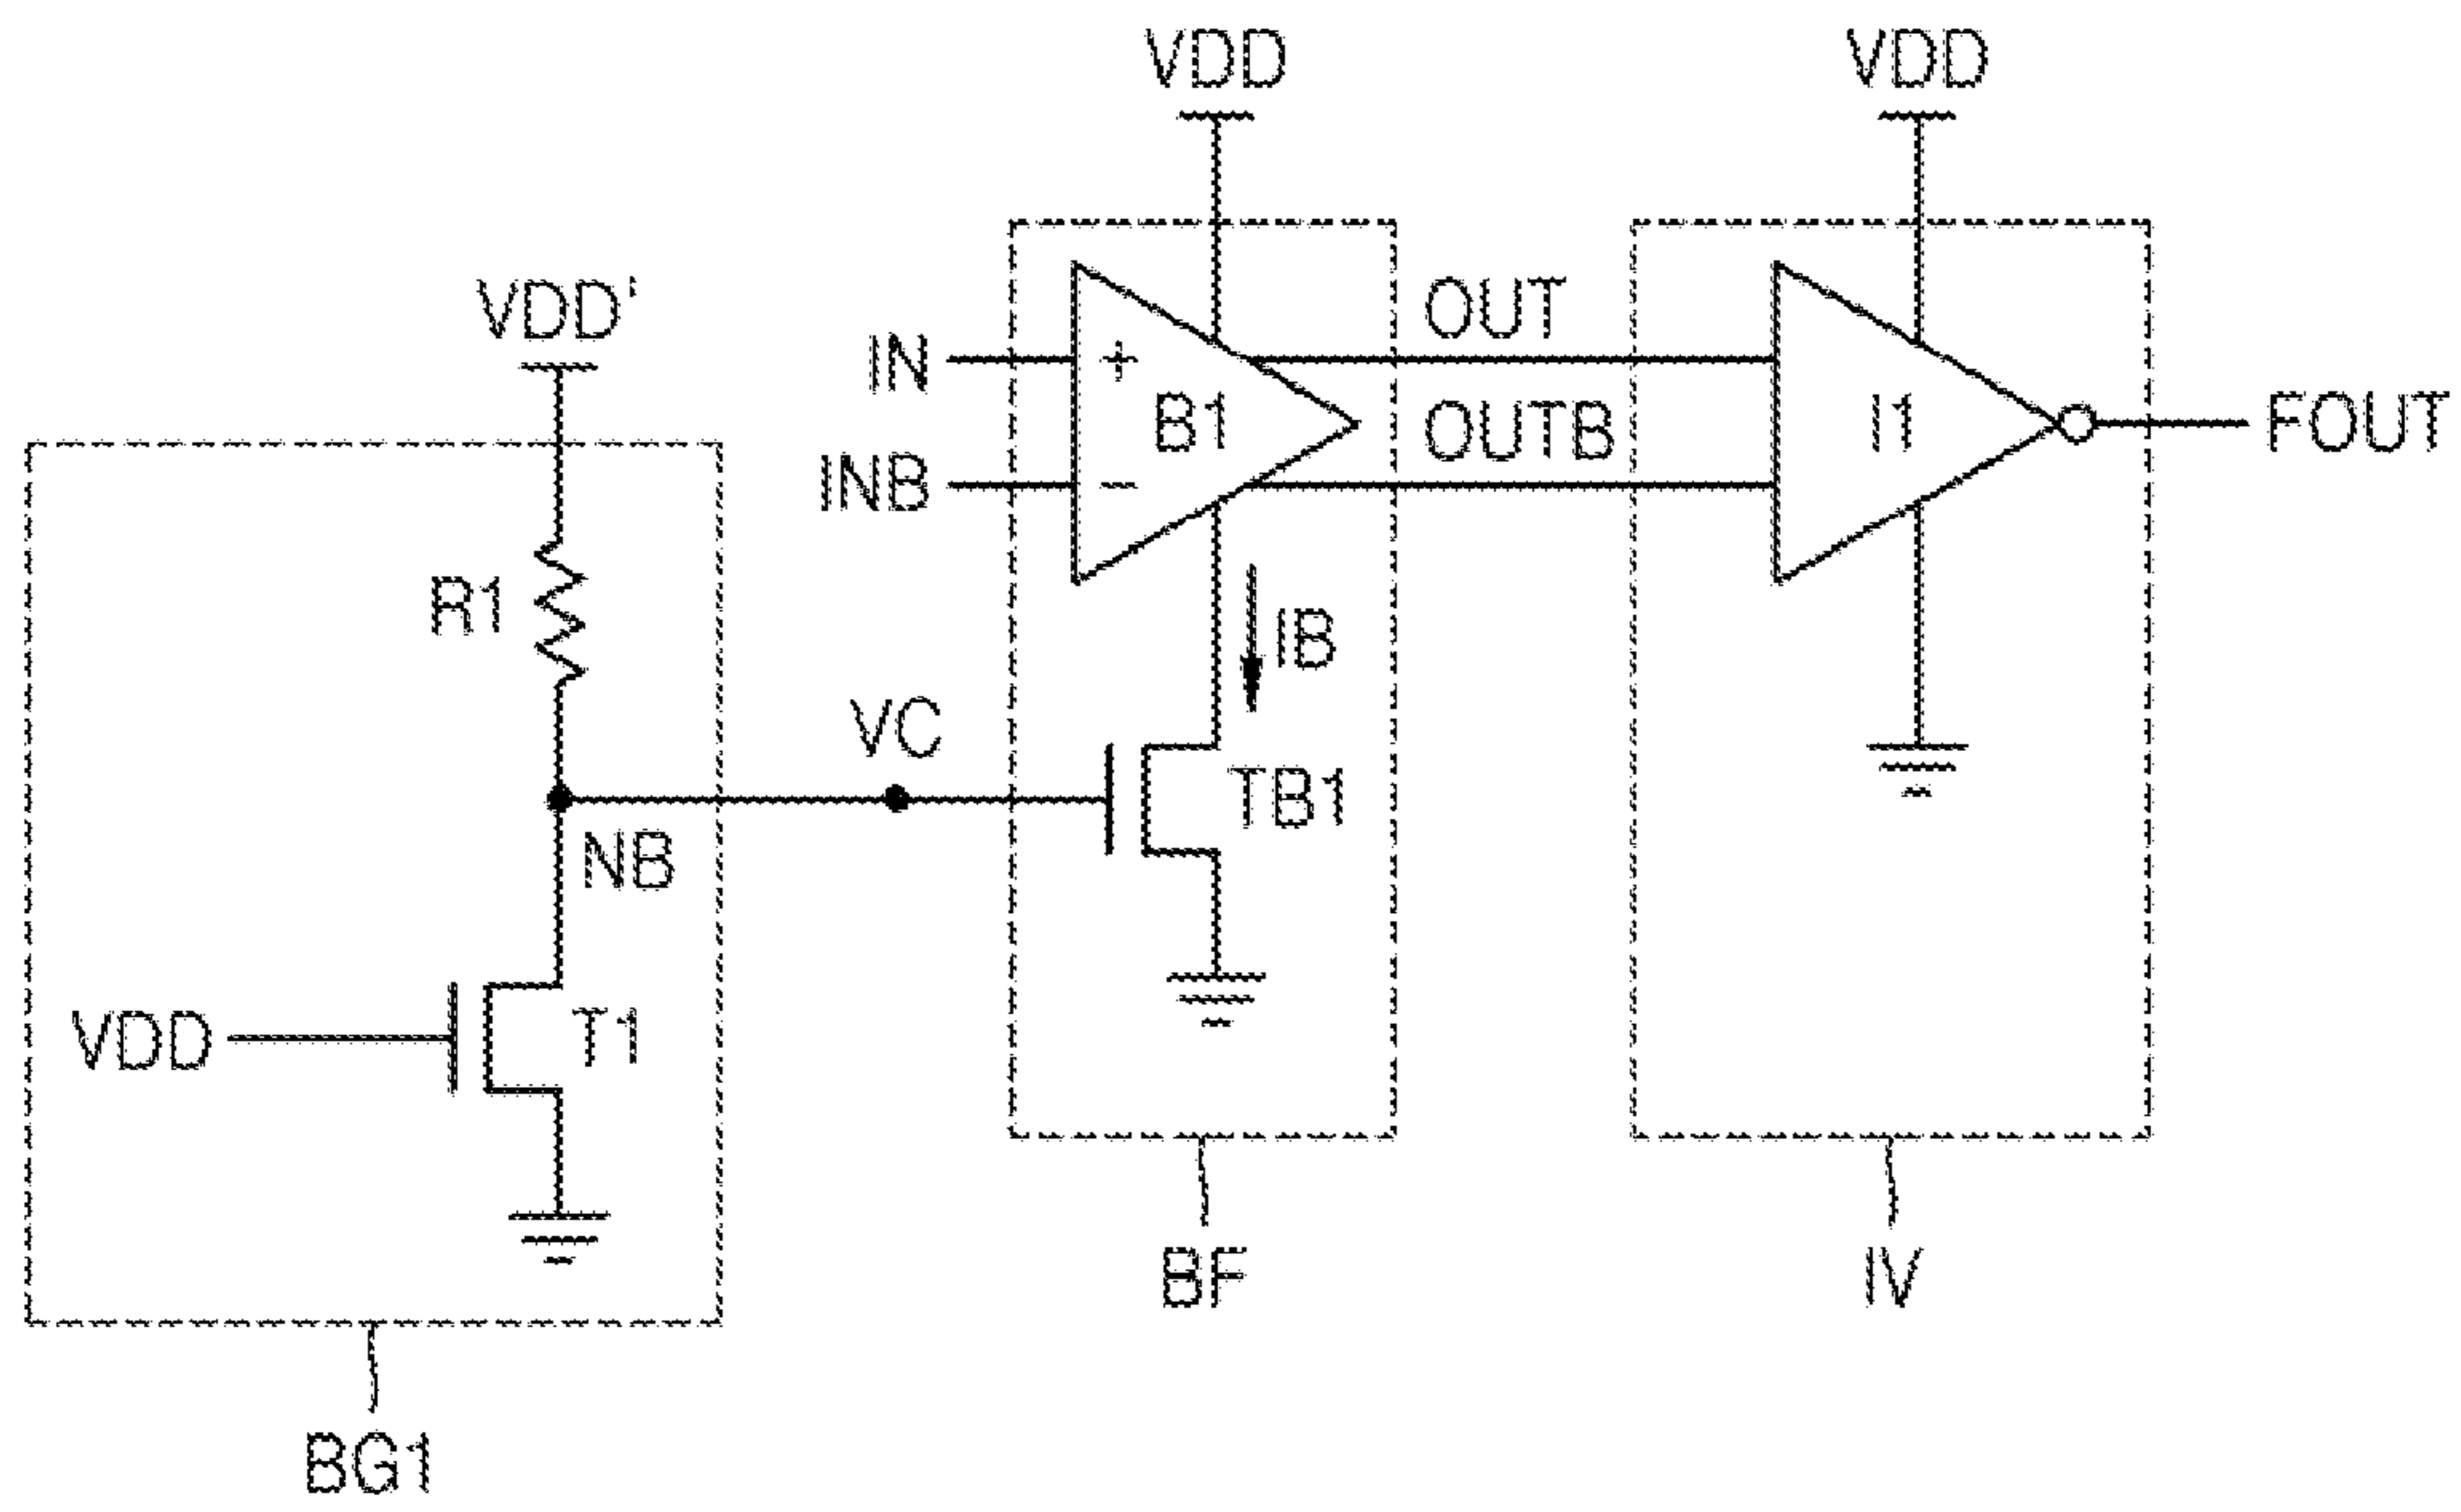 VDD
VDD
VDD'
IN
+
B1
OUT
I1
FOUT
INB
-
OUTB
R1
IB
VC
TB1
NB
VDD
T1
BF
IV
BG1